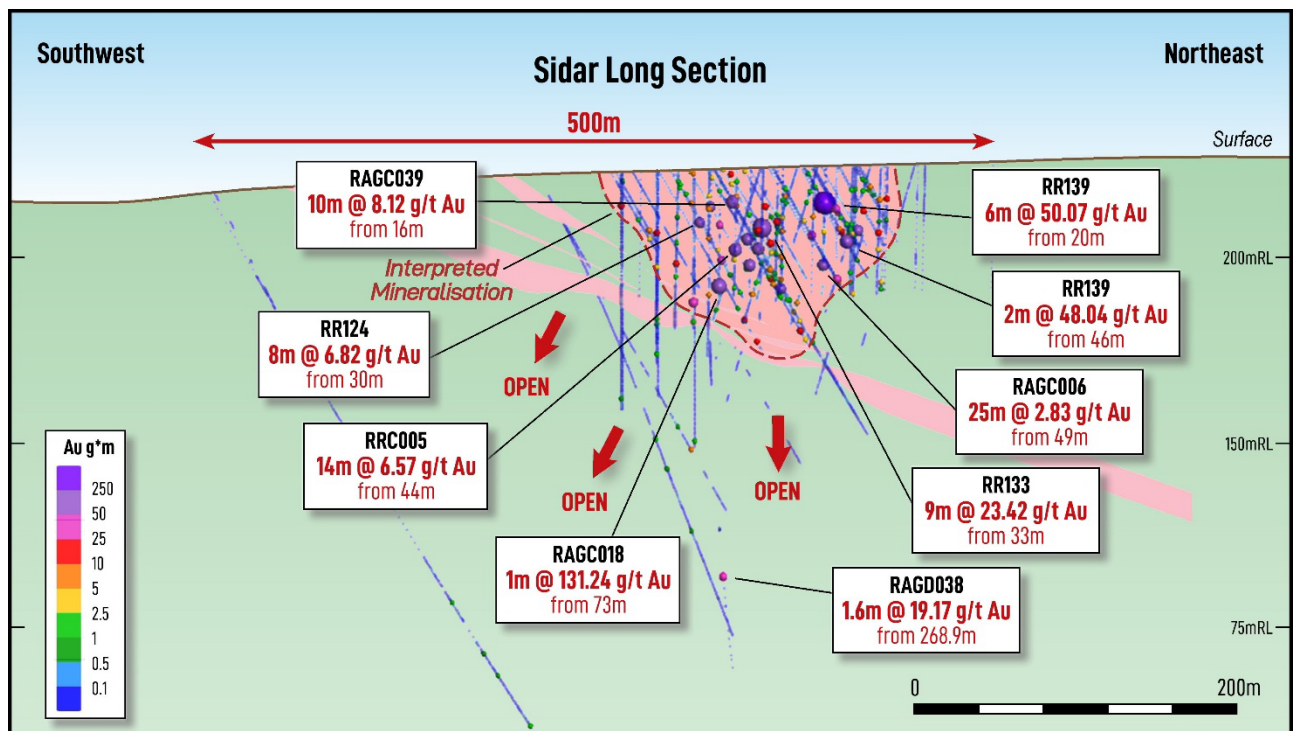 Southwest
Sidar Long Section
Northeast
500m
Surface
RAGC039
10m @ 8.12 g/t Au
from 16m
RR139
6m @ 50.07 g/t Au
from 20m
Interpreted
Mineralisation
200mRL
RR139
2m @ 48.04 g/t Au
from 46m
RR124
8m @ 6.82 g/t Au
from 30m
OPEN
RAGC006
25m @ 2.83 g/t Au
from 49m
RRC005
14m @ 6.57 g/t Au
from 44m
150mRL
OPEN
OPEN
RR133
9m @ 23.42 g/t Au
from 33m
RAGC018
1m @ 131.24 g/t Au
from 73m
RAGD038
1.6m @ 19.17 g/t Au
from 268.9m
75mRL
Au g*m
250
50
25
10
5
2.5
1
0.5
0.1
0
200m